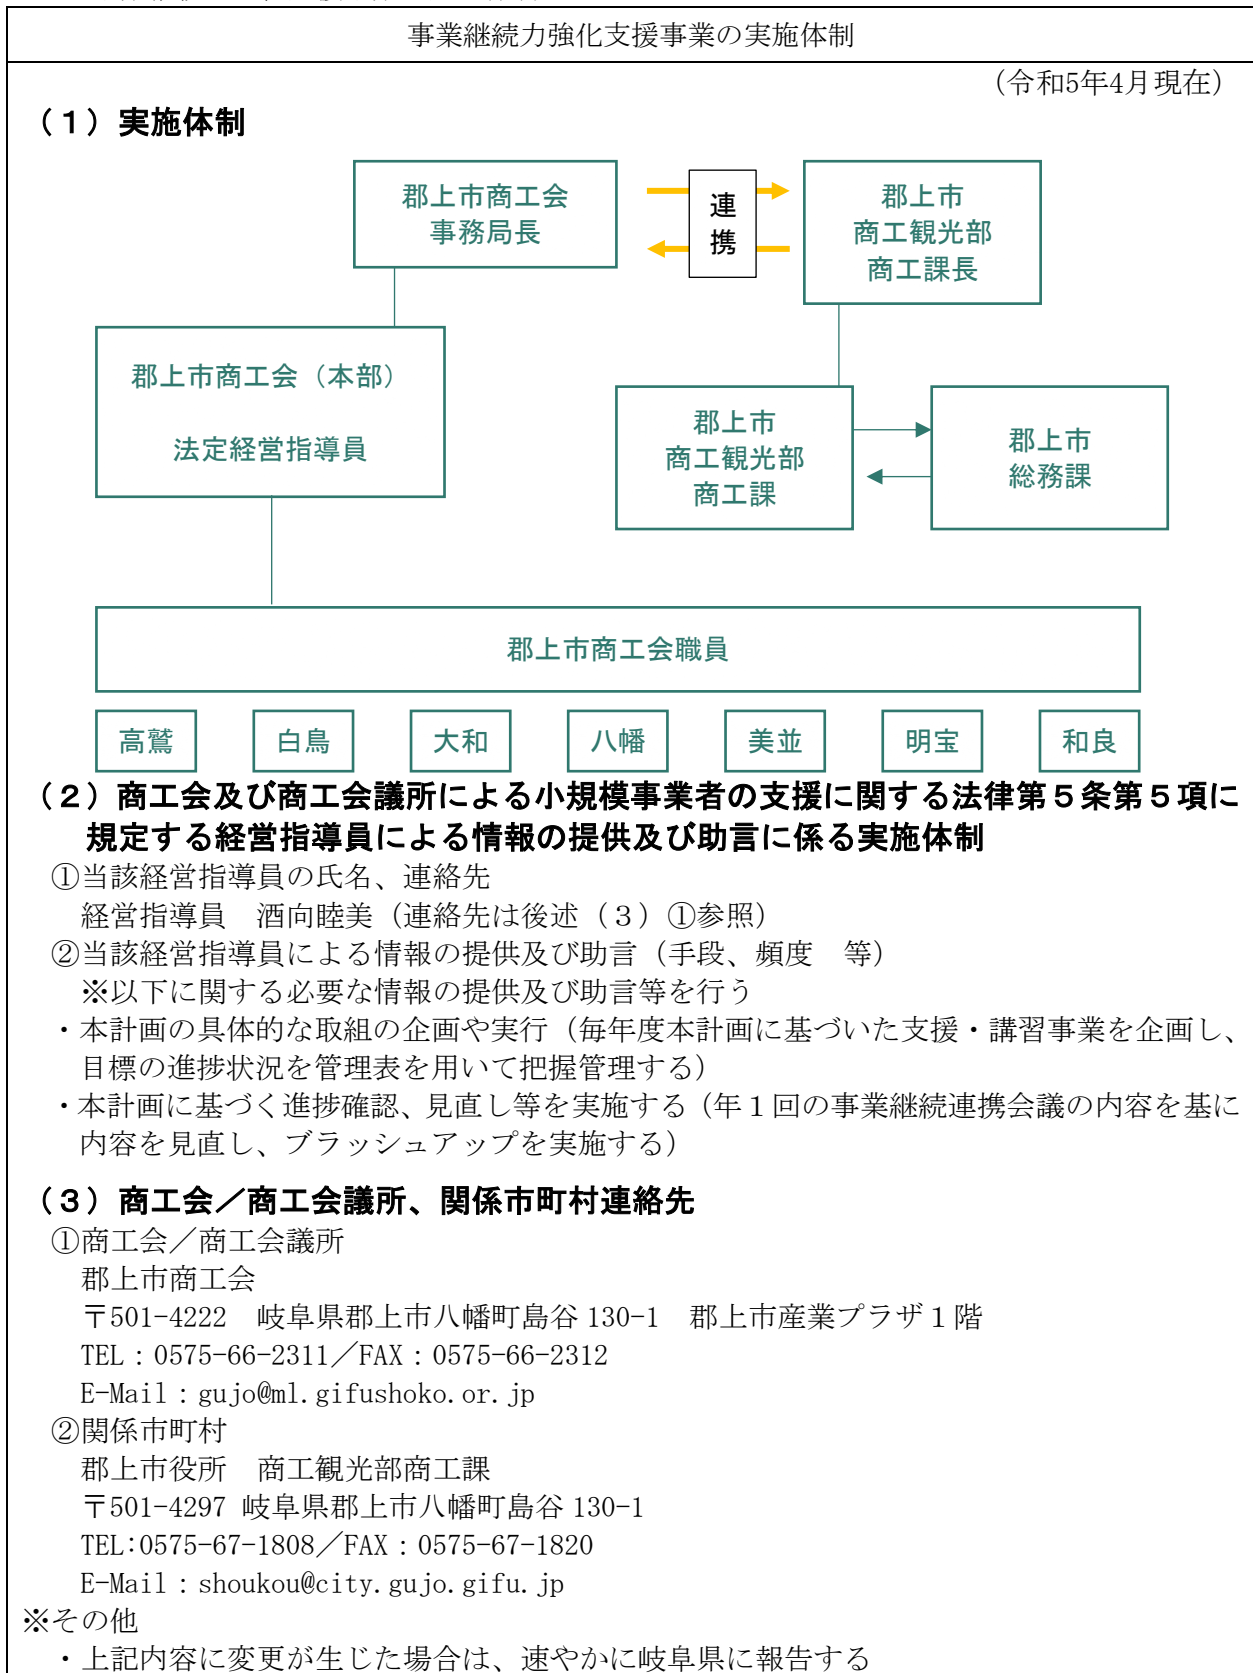 事業継続力強化支援事業の実施体制
（令和5年4月現在）
（１）実施体制
郡上市商工会
事務局長
連
携
郡上市
商工観光部
商工課長
郡上市商工会（本部）
法定経営指導員
郡上市
商工観光部
商工課
郡上市
総務課
郡上市商工会職員
高鷲
白鳥
大和
八幡
美並
明宝
和良
（２）商工会及び商工会議所による小規模事業者の支援に関する法律第５条第５項に
規定する経営指導員による情報の提供及び助言に係る実施体制
①当該経営指導員の氏名、連絡先
経営指導員　酒向睦美（連絡先は後述（３）①参照）
②当該経営指導員による情報の提供及び助言（手段、頻度　等）
※以下に関する必要な情報の提供及び助言等を行う
・本計画の具体的な取組の企画や実行（毎年度本計画に基づいた支援・講習事業を企画し、
目標の進捗状況を管理表を用いて把握管理する）
・本計画に基づく進捗確認、見直し等を実施する（年１回の事業継続連携会議の内容を基に
内容を見直し、ブラッシュアップを実施する）
（３）商工会／商工会議所、関係市町村連絡先
①商工会／商工会議所
郡上市商工会
〒501-4222　岐阜県郡上市八幡町島谷 130-1　郡上市産業プラザ１階
TEL：0575-66-2311／FAX：0575-66-2312
E-Mail：gujo@ml.gifushoko.or.jp
②関係市町村
郡上市役所　商工観光部商工課
〒501-4297 岐阜県郡上市八幡町島谷 130-1
TEL:0575-67-1808／FAX：0575-67-1820
E-Mail：shoukou@city.gujo.gifu.jp
※その他
・上記内容に変更が生じた場合は、速やかに岐阜県に報告する